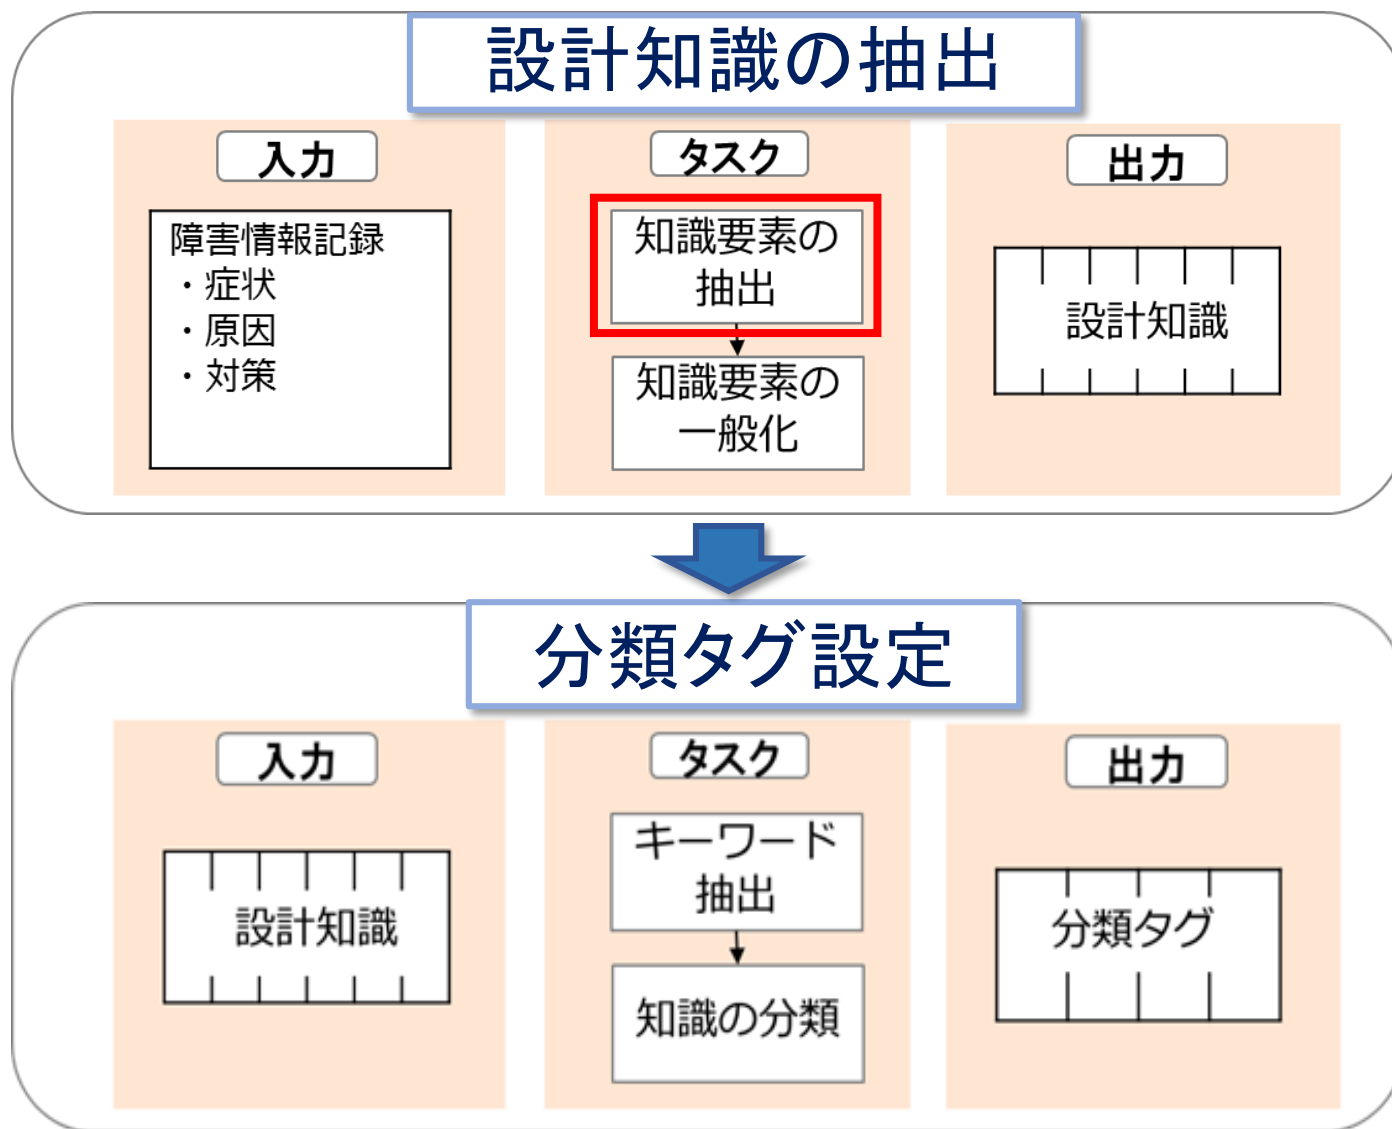 設計知識の抽出
入力
障害情報記録
・症状
・原因
・対策
タスク
知識要素の
抽出
知識要素の
一般化
出力
設計知識
分類タグ設定
入力
設計知識
タスク
キーワード
抽出
知識の分類
出力
分類タグ